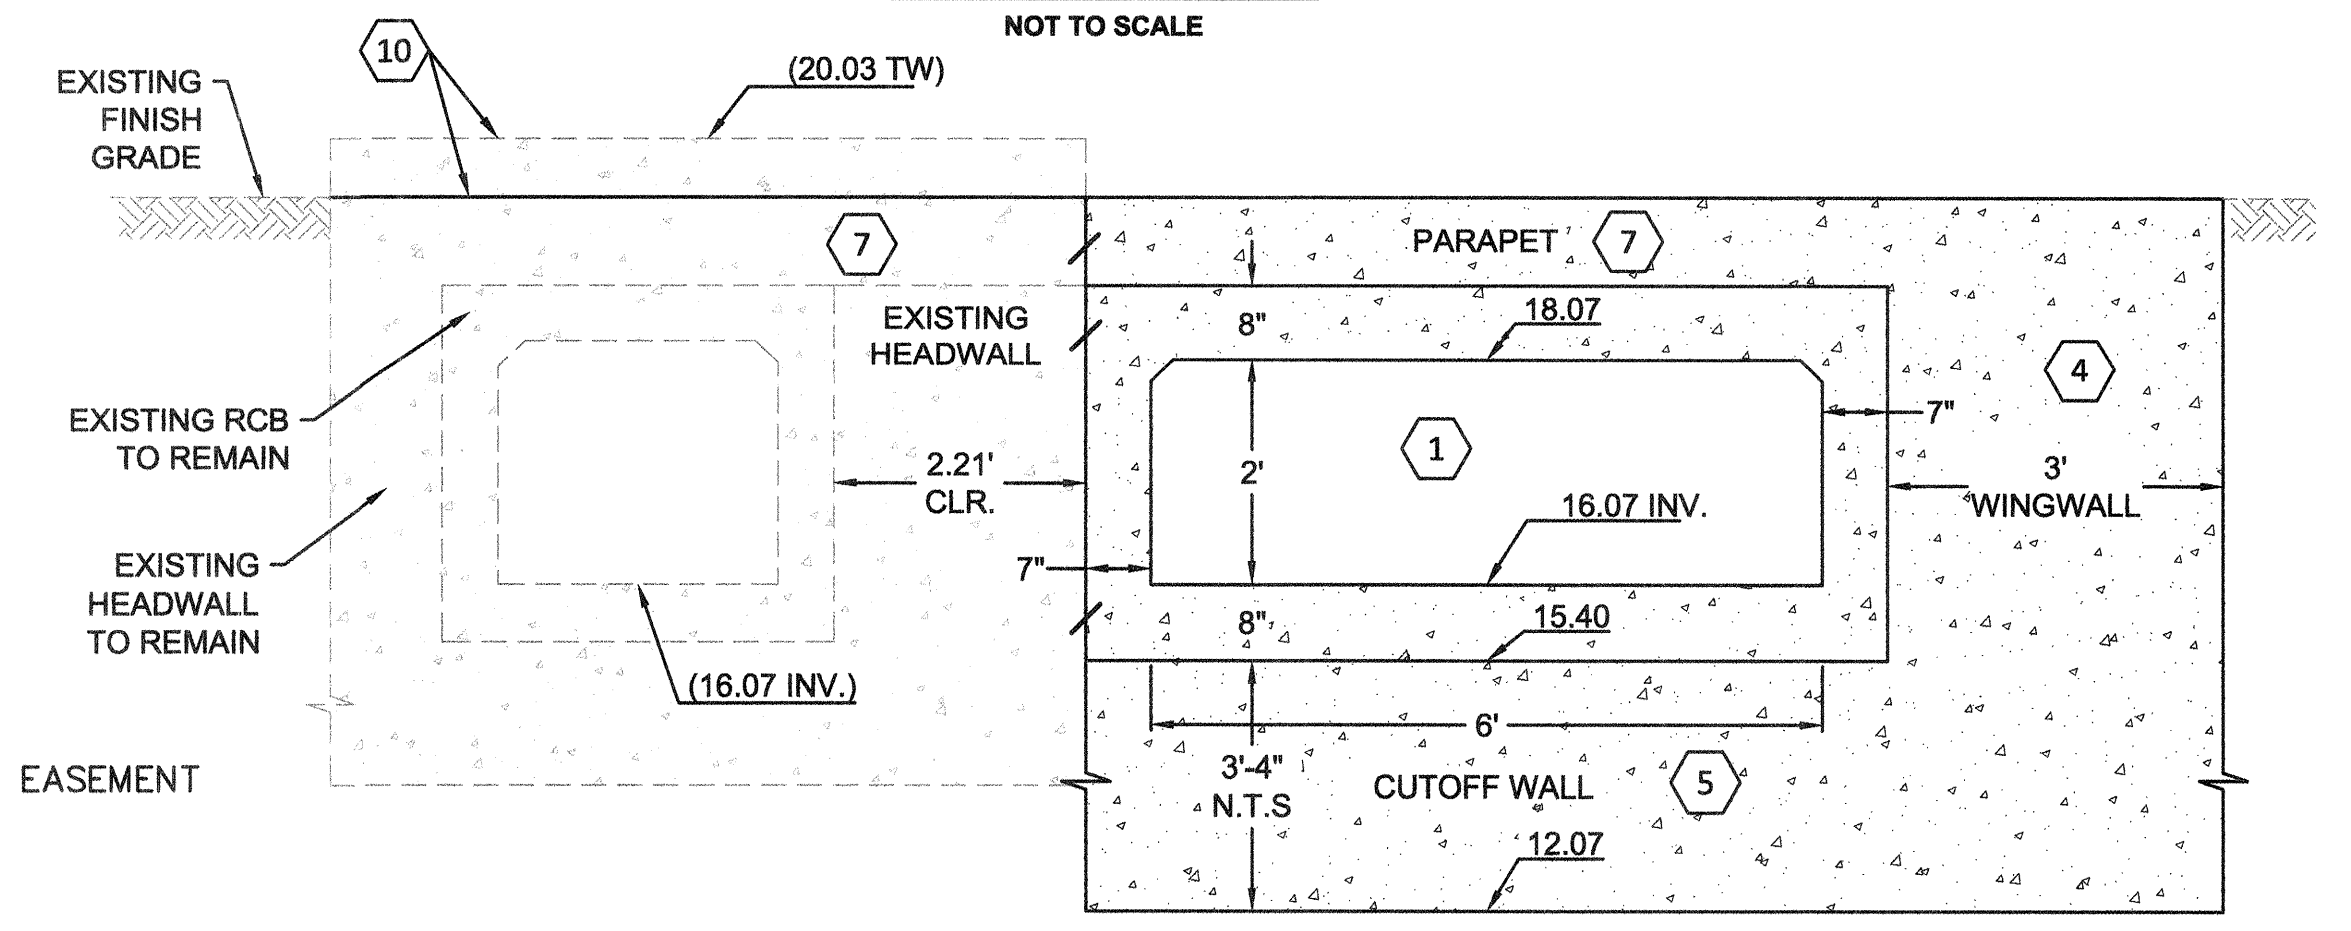 NOT TO SCALE
10
(20.03 TW)
EXISTING
FINISH
GRADE
7
PARAPET
7
EXISTING
HEADWALL
8"
18.07
4
EXISTING RCB
TO REMAIN
7"
1
2'
2.21'
CLR.
3'
WINGWALL
16.07 INV.
EXISTING
HEADWALL
TO REMAIN
7"
8"
15.40
(16.07 INV.)
6'
EASEMENT
3'-4"
N.T.S
CUTOFF WALL
5
12.07